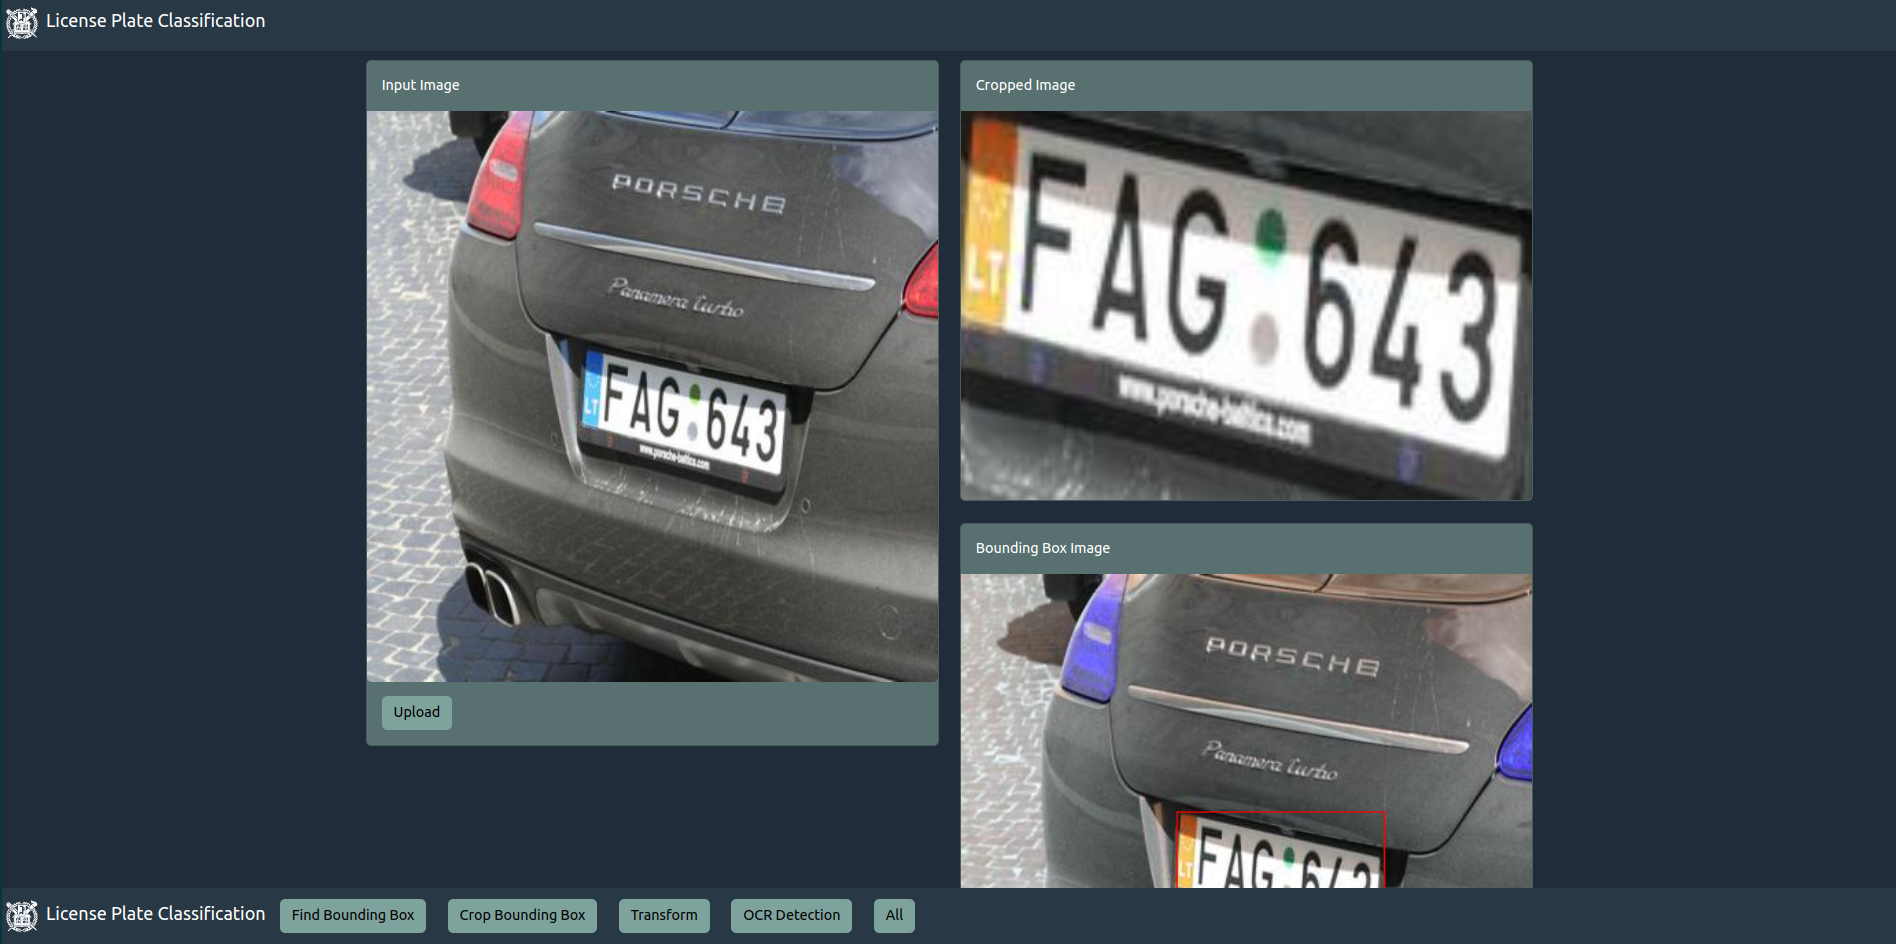 License Plate Classification
Input Image
PORSCHE
Panamera Turbo
LT FAG 643
www.porsche-baltics.com
Upload
Cropped Image
LT FAG 643
www.porsche-baltics.com
Bounding Box Image
PORSCHE
Panamera Turbo
LT FAG 643
License Plate Classification
Find Bounding Box
Crop Bounding Box
Transform
OCR Detection
All